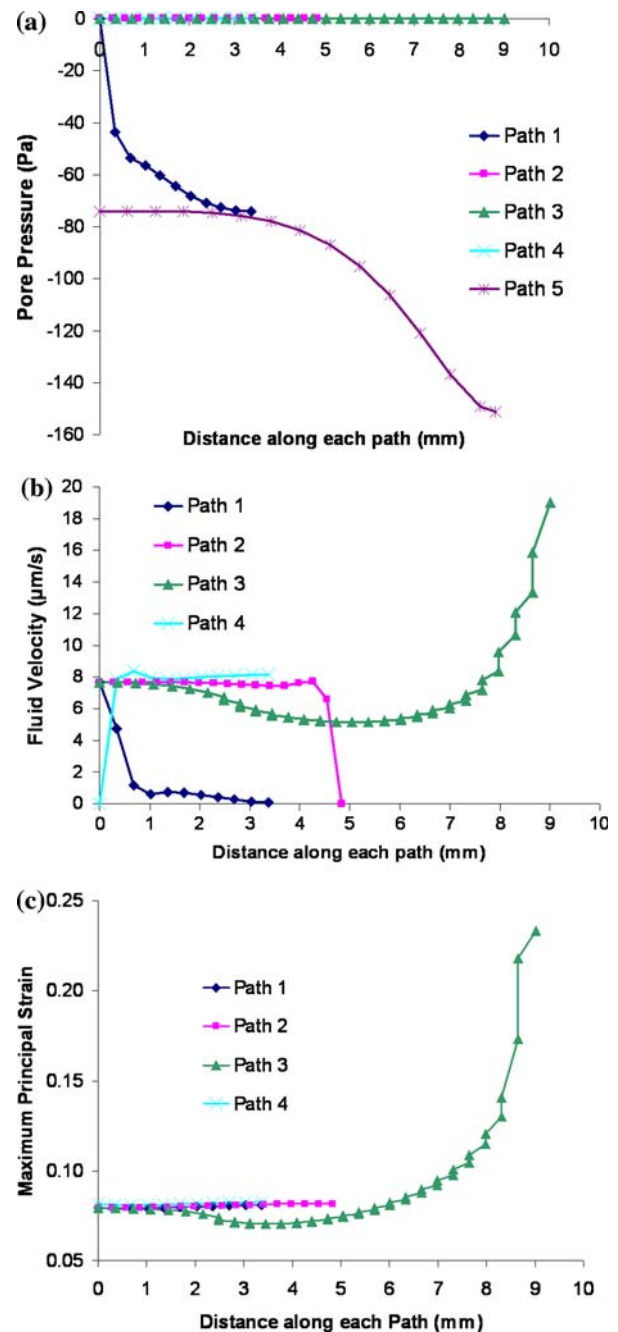 (a)
0
0 1 2 3 4 5 6 7 8 9 10
-20
-40
-60
-80
-100
-120
-140
-160
Pore Pressure (Pa)
Path 1
Path 2
Path 3
Path 4
Path 5
Distance along each path (mm)
(b)
20
18
16
14
12
10
8
6
4
2
0
Fluid Velocity (µm/s)
Path 1
Path 2
Path 3
Path 4
0 1 2 3 4 5 6 7 8 9 10
Distance along each path (mm)
(c)
0.25
0.20
0.15
0.10
0.05
Maximum Principal Strain
Path 1
Path 2
Path 3
Path 4
0 1 2 3 4 5 6 7 8 9 10
Distance along each Path (mm)